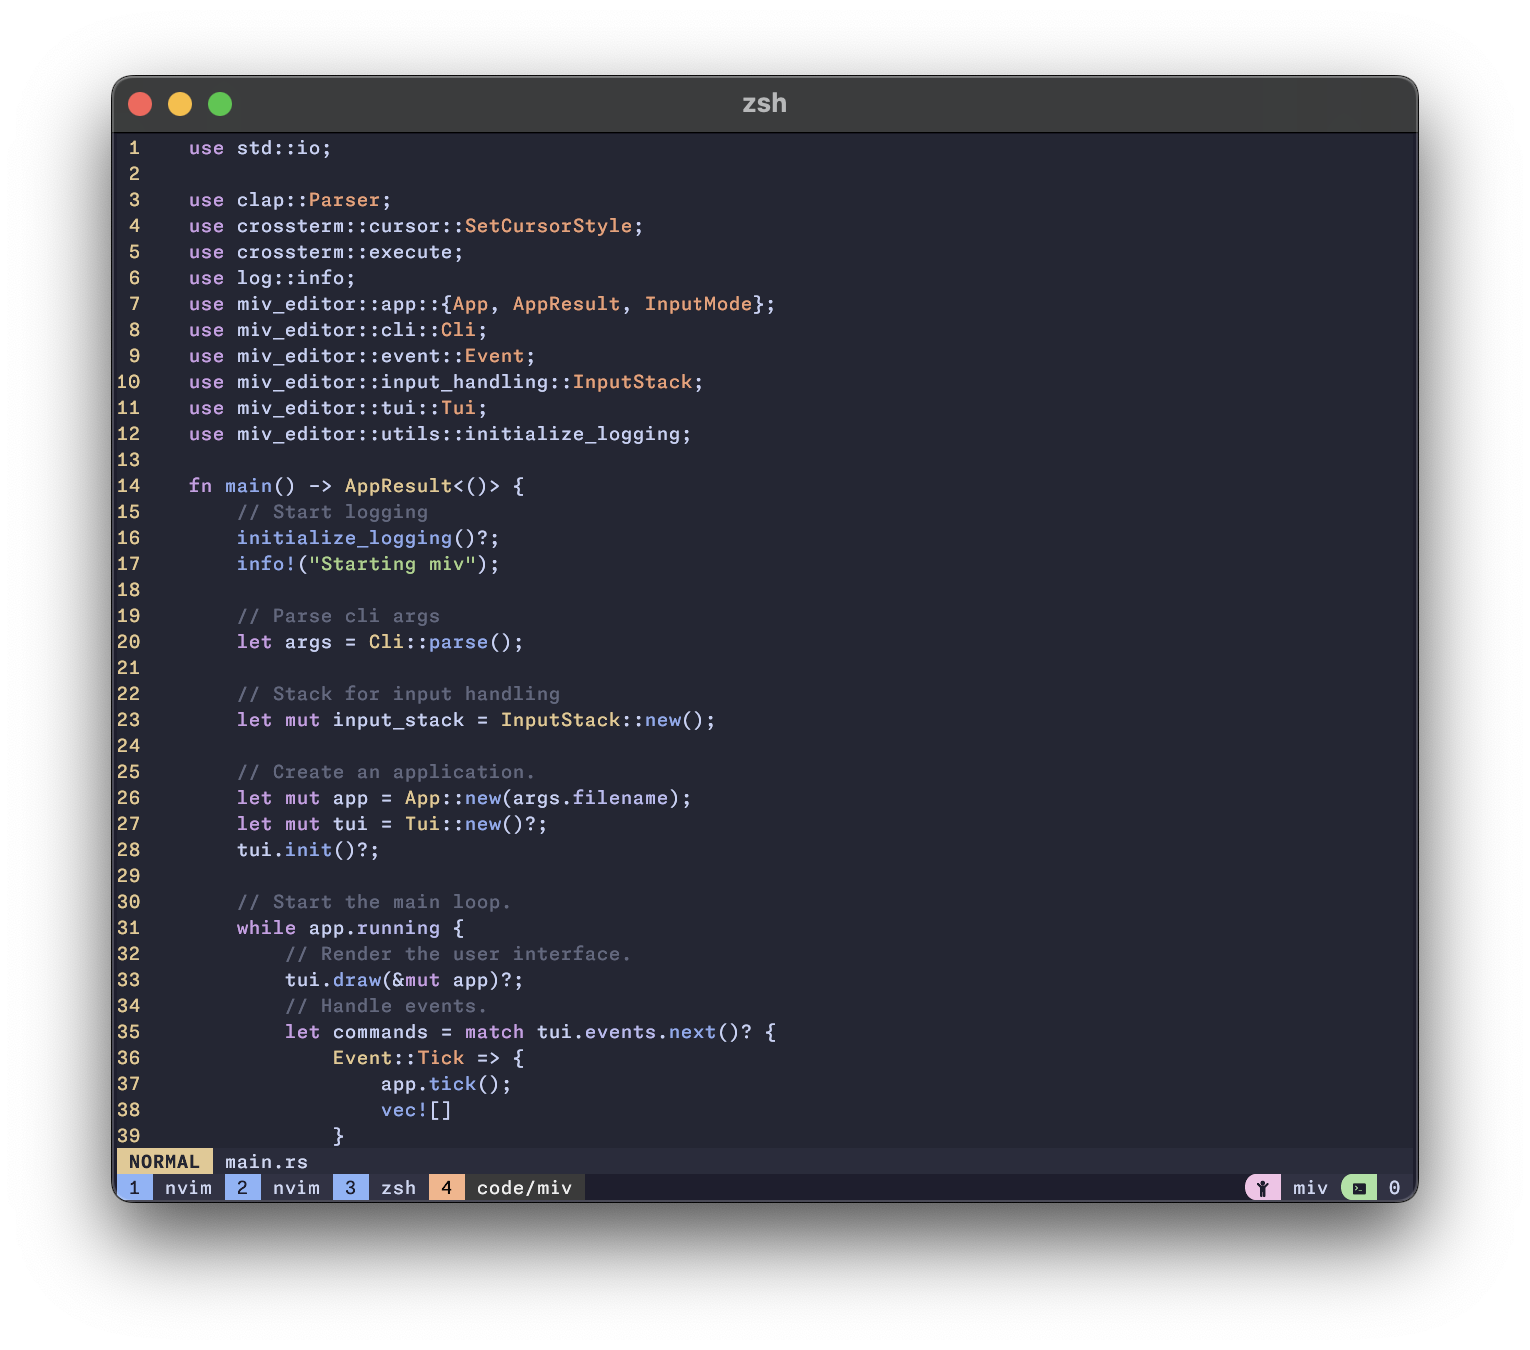 zsh
1 use std::io;
2
3 use clap::Parser;
4 use crossterm::cursor::SetCursorStyle;
5 use crossterm::execute;
6 use log::info;
7 use miv_editor::app::{App, AppResult, InputMode};
8 use miv_editor::cli::Cli;
9 use miv_editor::event::Event;
10 use miv_editor::input_handling::InputStack;
11 use miv_editor::tui::Tui;
12 use miv_editor::utils::initialize_logging;
13
14 fn main() -> AppResult<()> {
15     // Start logging
16     initialize_logging()?;
17     info!("Starting miv");
18
19     // Parse cli args
20     let args = Cli::parse();
21
22     // Stack for input handling
23     let mut input_stack = InputStack::new();
24
25     // Create an application.
26     let mut app = App::new(args.filename);
27     let mut tui = Tui::new()?;
28     tui.init()?;
29
30     // Start the main loop.
31     while app.running {
32         // Render the user interface.
33         tui.draw(&mut app)?;
34         // Handle events.
35         let commands = match tui.events.next()? {
36             Event::Tick => {
37                 app.tick();
38                 vec![]
39             }
NORMAL main.rs
1 nvim 2 nvim 3 zsh 4 code/miv miv 0